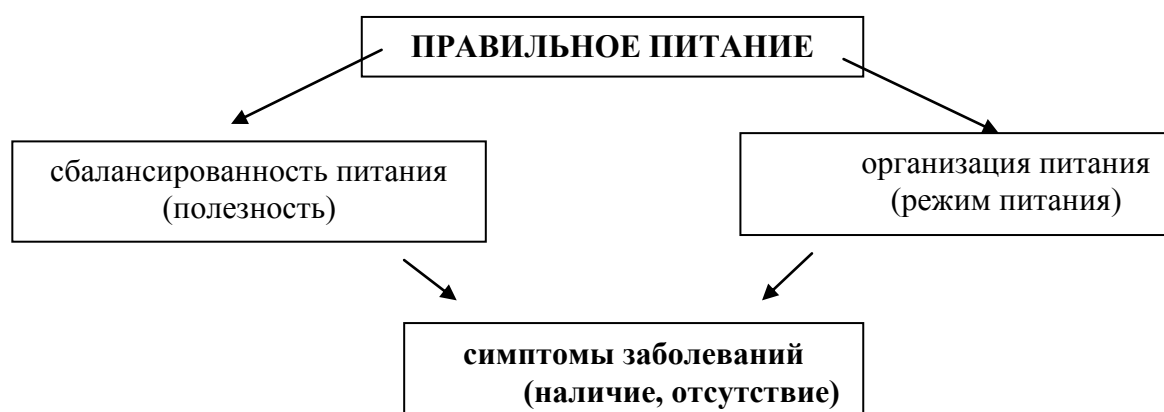 ПРАВИЛЬНОЕ ПИТАНИЕ
сбалансированность питания
(полезность)
организация питания
(режим питания)
симптомы заболеваний
(наличие, отсутствие)